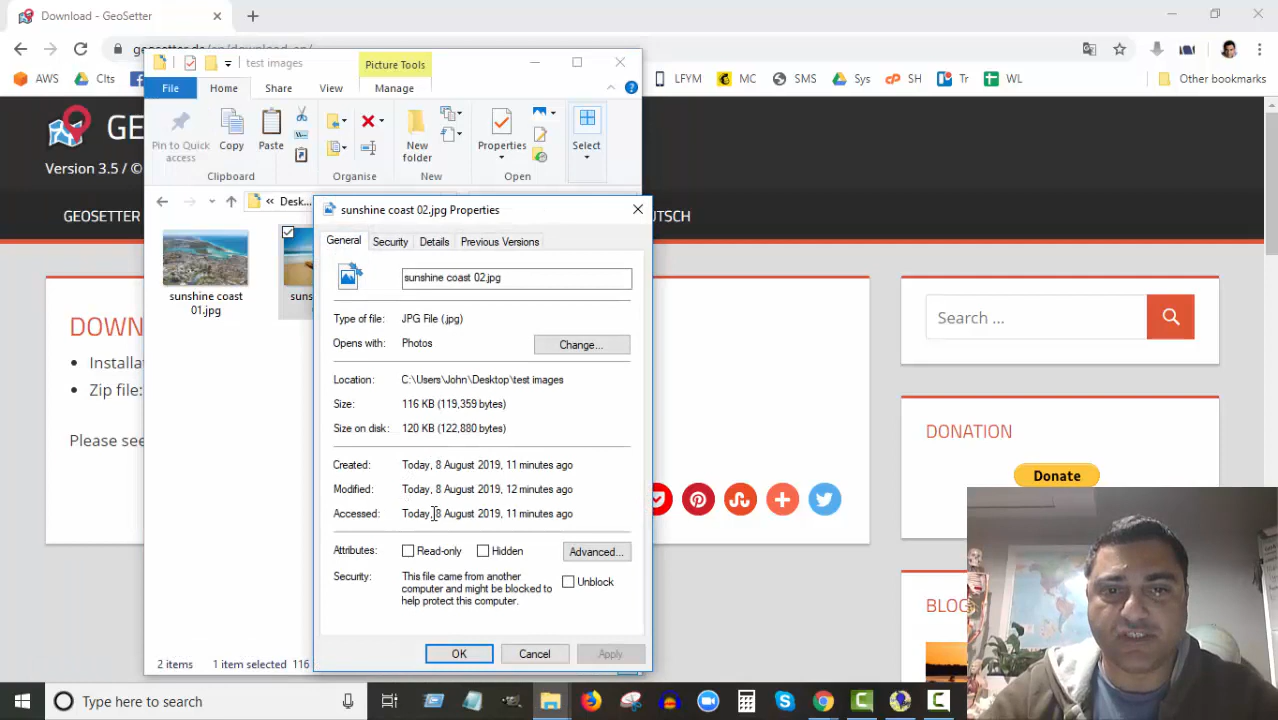 Download - GeoSetter
test images
Picture Tools
AWS
Clts
LFYM
MC
SMS
Sys
SH
Tr
WL
Other bookmarks
File
Home
Share
View
Manage
Pin to Quick access
Copy
Paste
New folder
Properties
Select
Clipboard
Organise
New
Open
Version 3.5 / ©
« Desk...
GEOSETTER
sunshine coast 01.jpg
sunshine coast 02.jpg Properties
General
Security
Details
Previous Versions
sunshine coast 02.jpg
Type of file: JPG File (.jpg)
Opens with: Photos
Change...
Location: C:\Users\John\Desktop\test images
Size: 116 KB (119,359 bytes)
Size on disk: 120 KB (122,880 bytes)
Created: Today, 8 August 2019, 11 minutes ago
Modified: Today, 8 August 2019, 12 minutes ago
Accessed: Today, 8 August 2019, 11 minutes ago
Attributes: Read-only Hidden
Advanced...
Security: This file came from another
computer and might be blocked to
help protect this computer.
Unblock
OK
Cancel
Apply
2 items 1 item selected 116
Zip file:
Please see
Search ...
DONATION
Donate
BLOG
Type here to search